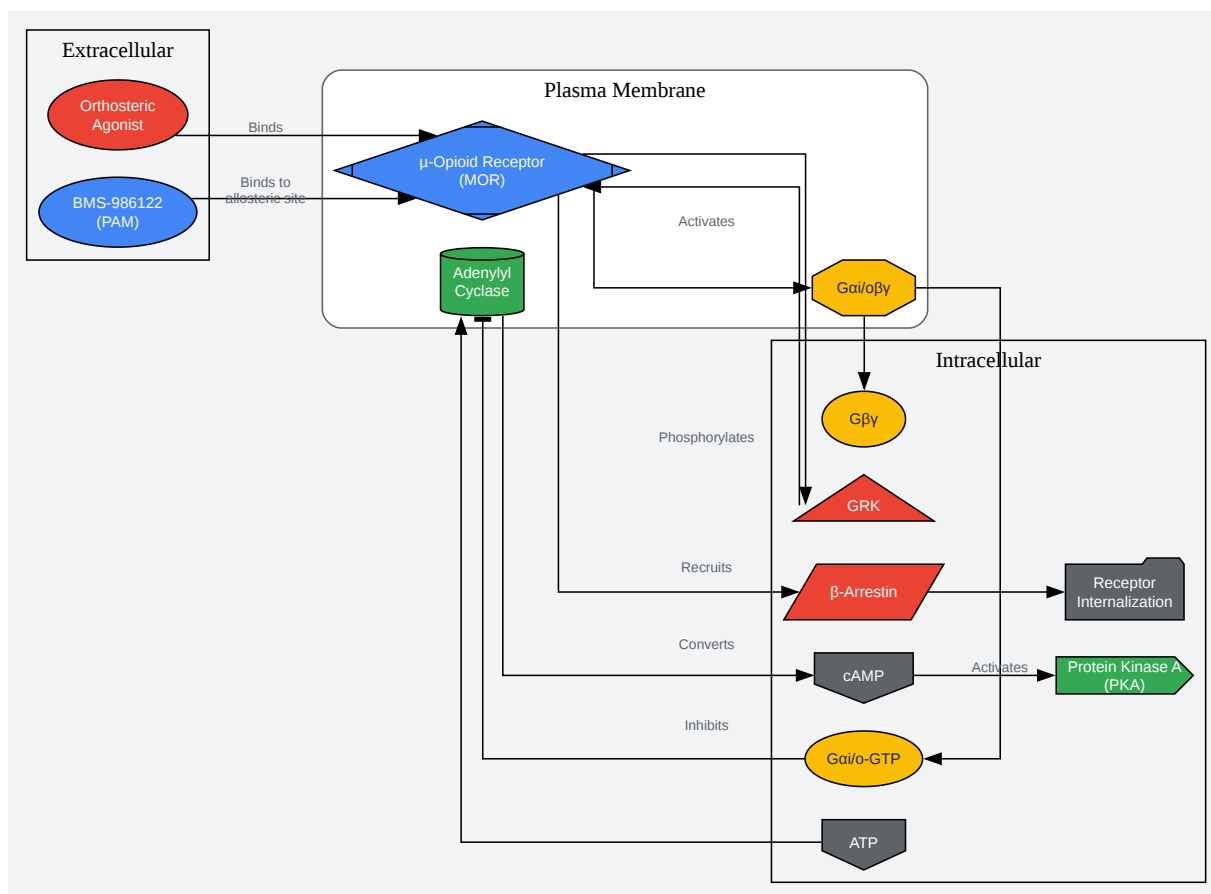 Extracellular
Plasma Membrane
Orthosteric
Agonist
Binds
µ-Opioid Receptor
(MOR)
BMS-986122
(PAM)
Binds to
allosteric site
Activates
Adenylyl
Cyclase
Gαi/oβγ
Intracellular
Gβγ
Phosphorylates
GRK
Recruits
β-Arrestin
Receptor
Internalization
Converts
cAMP
Activates
Protein Kinase A
(PKA)
Inhibits
Gαi/o-GTP
ATP